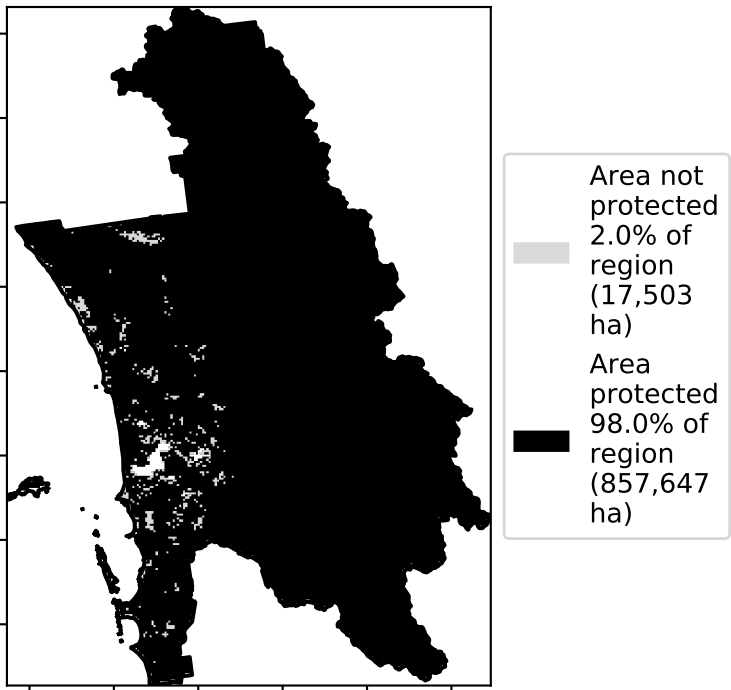 Area not
protected
2.0% of
region
(17,503
ha)
Area
protected
98.0% of
region
(857,647
ha)